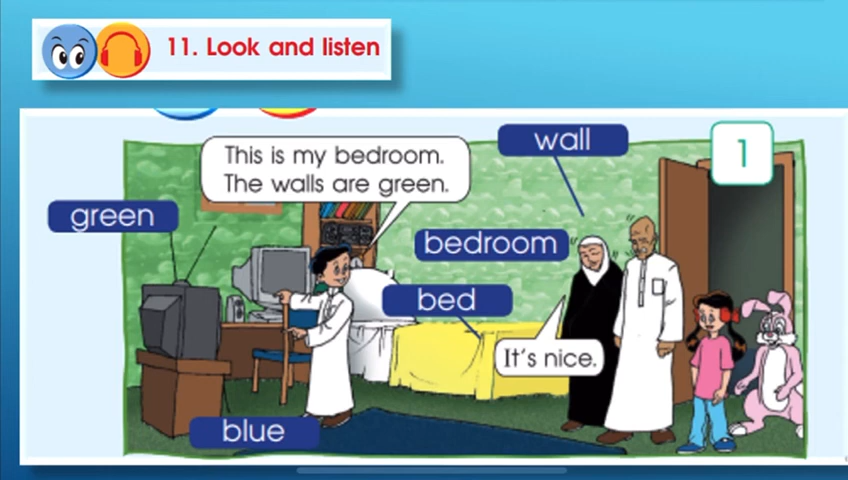 11. Look and listen
1
wall
This is my bedroom.
The walls are green.
green
bedroom
bed
It's nice.
blue